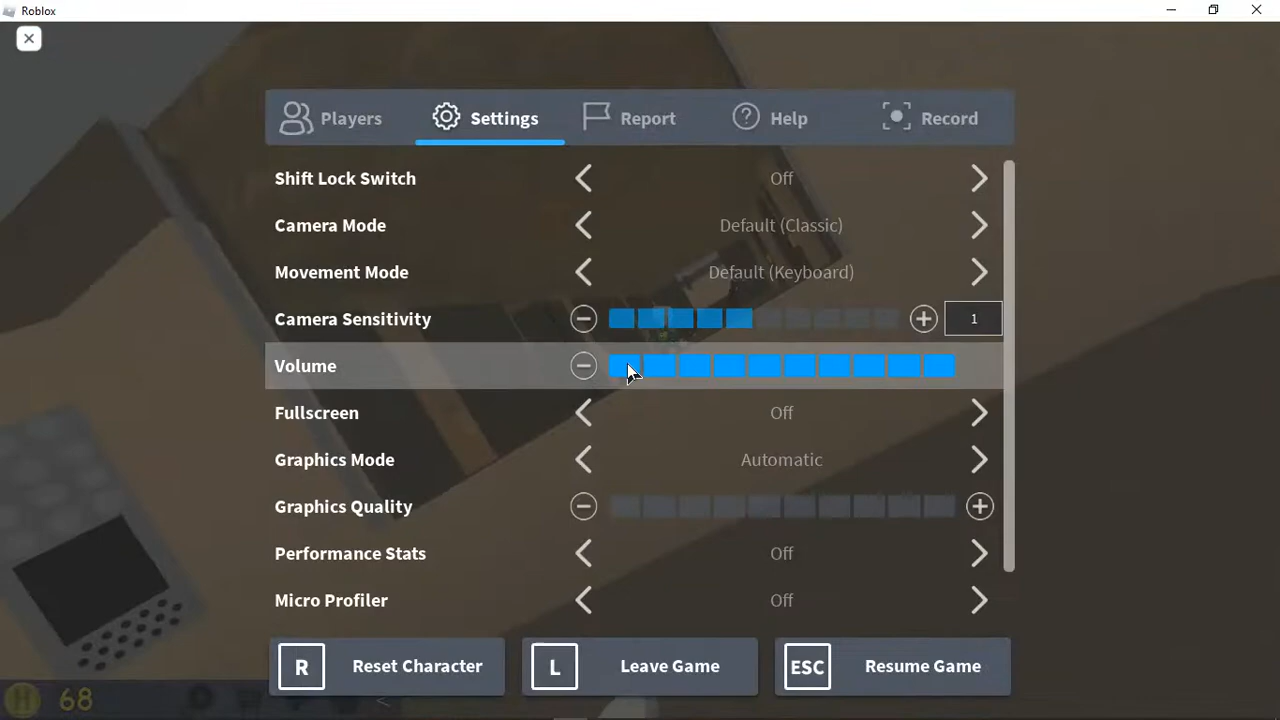 Roblox
Players Settings Report Help Record
Shift Lock Switch Off
Camera Mode Default (Classic)
Movement Mode Default (Keyboard)
Camera Sensitivity 1
Volume
Fullscreen Off
Graphics Mode Automatic
Graphics Quality
Performance Stats Off
Micro Profiler Off
R Reset Character L Leave Game ESC Resume Game
68